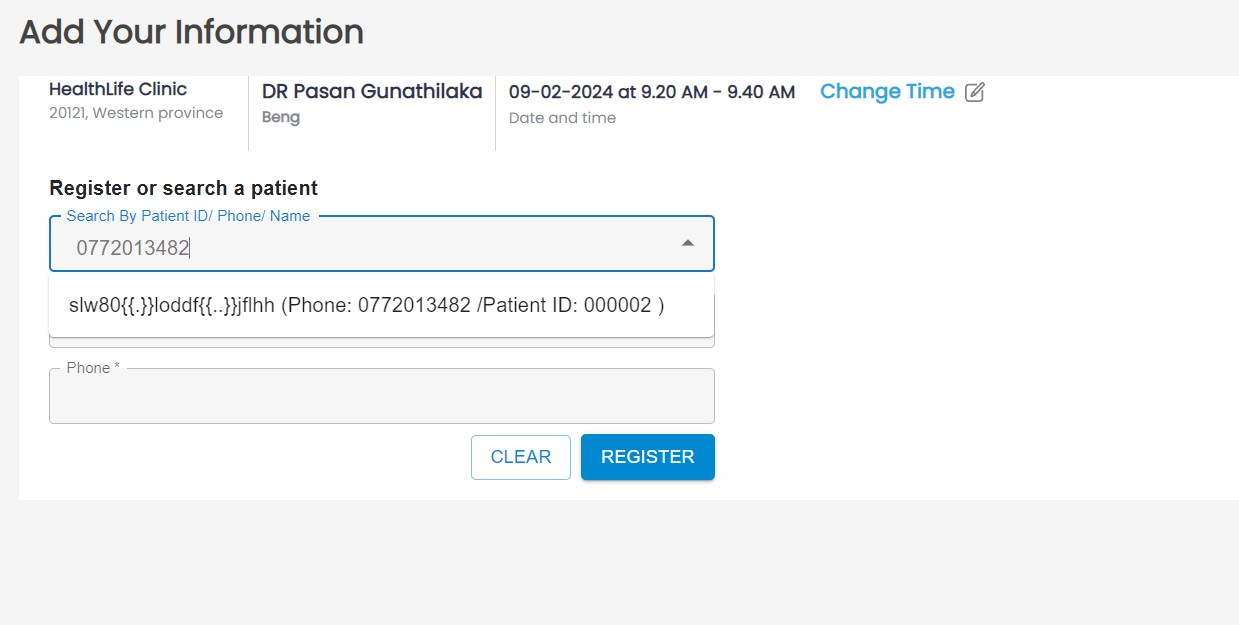 Add Your Information
HealthLife Clinic
20121, Western province
DR Pasan Gunathilaka
Beng
09-02-2024 at 9.20 AM - 9.40 AM
Date and time
Change Time
Register or search a patient
Search By Patient ID/ Phone/ Name
0772013482
slw80{{.}}loddf{{..}}jflhh (Phone: 0772013482 /Patient ID: 000002 )
Phone *
CLEAR
REGISTER